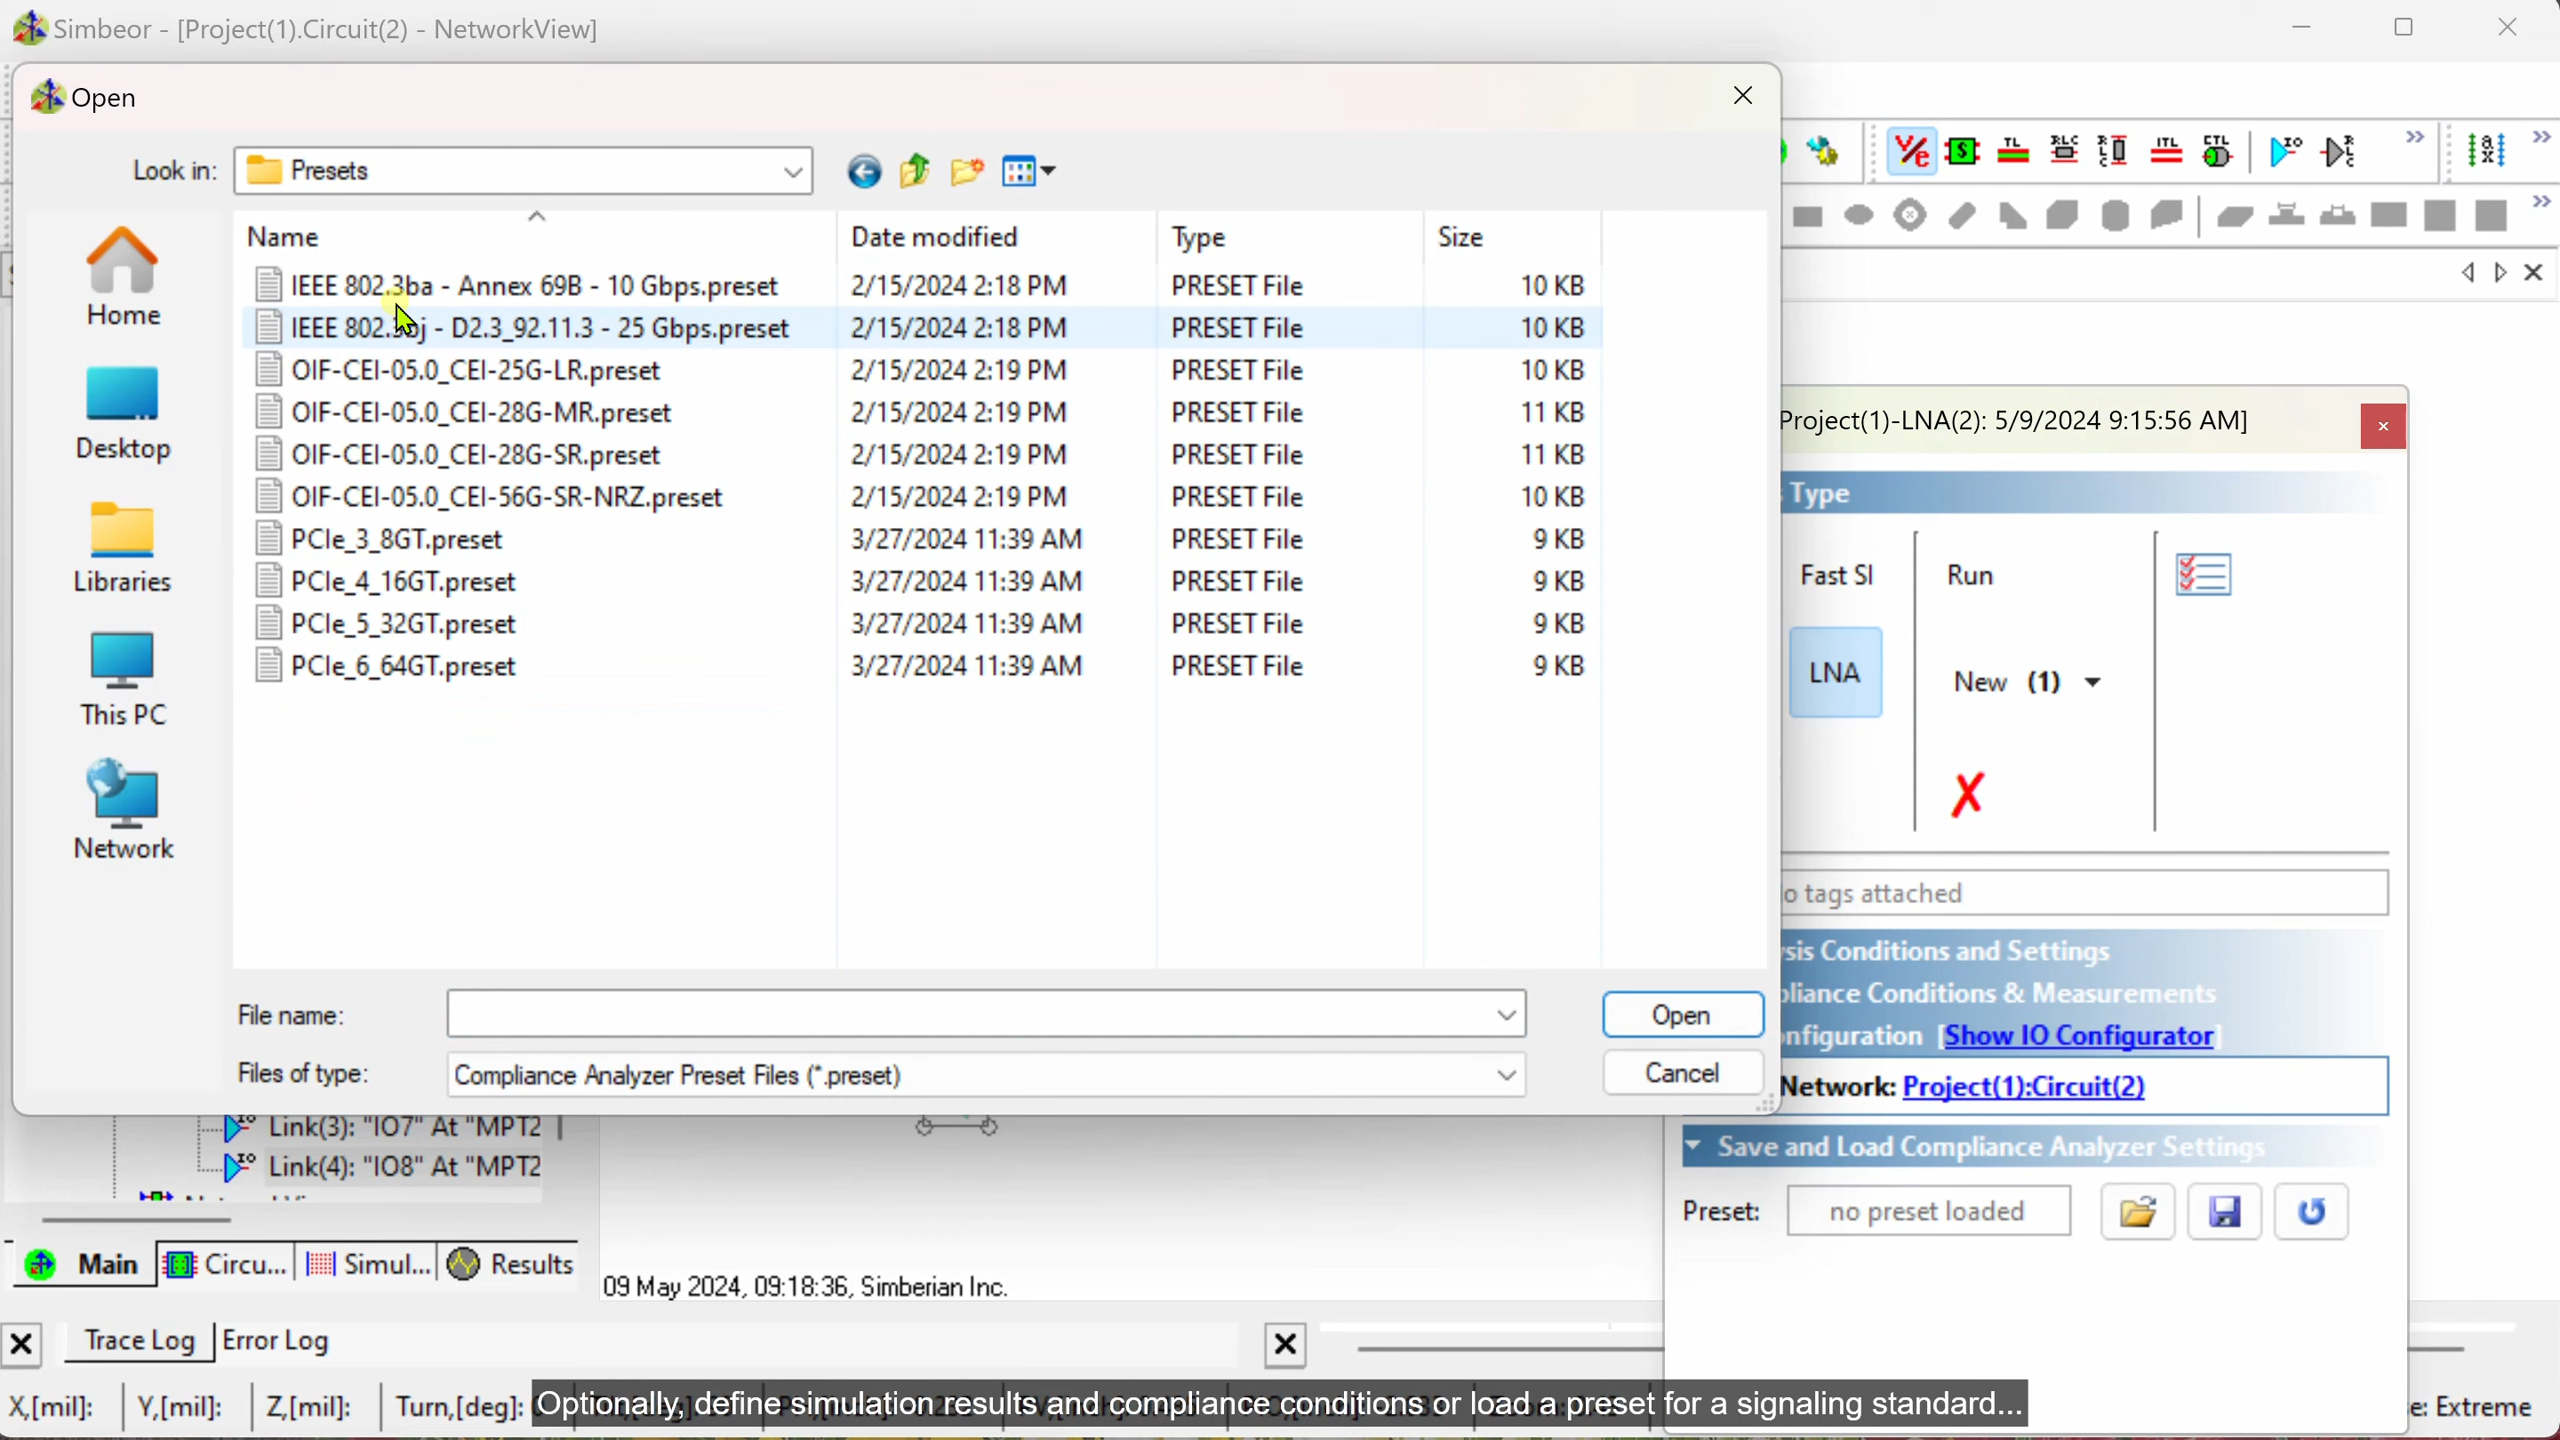 Simbeor - [Project(1).Circuit(2) - NetworkView]
Open
Look in: Presets
Name Date modified Type Size
IEEE 802.3ba - Annex 69B - 10 Gbps.preset 2/15/2024 2:18 PM PRESET File 10 KB
IEEE 802.3bj - D2.3_92.11.3 - 25 Gbps.preset 2/15/2024 2:18 PM PRESET File 10 KB
OIF-CEI-05.0_CEI-25G-LR.preset 2/15/2024 2:19 PM PRESET File 10 KB
OIF-CEI-05.0_CEI-28G-MR.preset 2/15/2024 2:19 PM PRESET File 11 KB
OIF-CEI-05.0_CEI-28G-SR.preset 2/15/2024 2:19 PM PRESET File 11 KB
OIF-CEI-05.0_CEI-56G-SR-NRZ.preset 2/15/2024 2:19 PM PRESET File 10 KB
PCIe_3_8GT.preset 3/27/2024 11:39 AM PRESET File 9 KB
PCIe_4_16GT.preset 3/27/2024 11:39 AM PRESET File 9 KB
PCIe_5_32GT.preset 3/27/2024 11:39 AM PRESET File 9 KB
PCIe_6_64GT.preset 3/27/2024 11:39 AM PRESET File 9 KB
Home
Desktop
Libraries
This PC
Network
File name:
Open
Files of type: Compliance Analyzer Preset Files (*.preset)
Cancel
Project(1)-LNA(2): 5/9/2024 9:15:56 AM]
Type
Fast SI
Run
LNA
New (1)
o tags attached
sis Conditions and Settings
pliance Conditions & Measurements
nfiguration [Show IO Configurator]
Network: Project(1):Circuit(2)
Save and Load Compliance Analyzer Settings
Preset: no preset loaded
Link(3): "IO7" At "MPT2
Link(4): "IO8" At "MPT2
Main Circu... Simul... Results
09 May 2024, 09:18:36, Simberian Inc.
Trace Log Error Log
X,[mil]: Y,[mil]: Z,[mil]: Turn,[deg]:
Optionally, define simulation results and compliance conditions or load a preset for a signaling standard...
e: Extreme